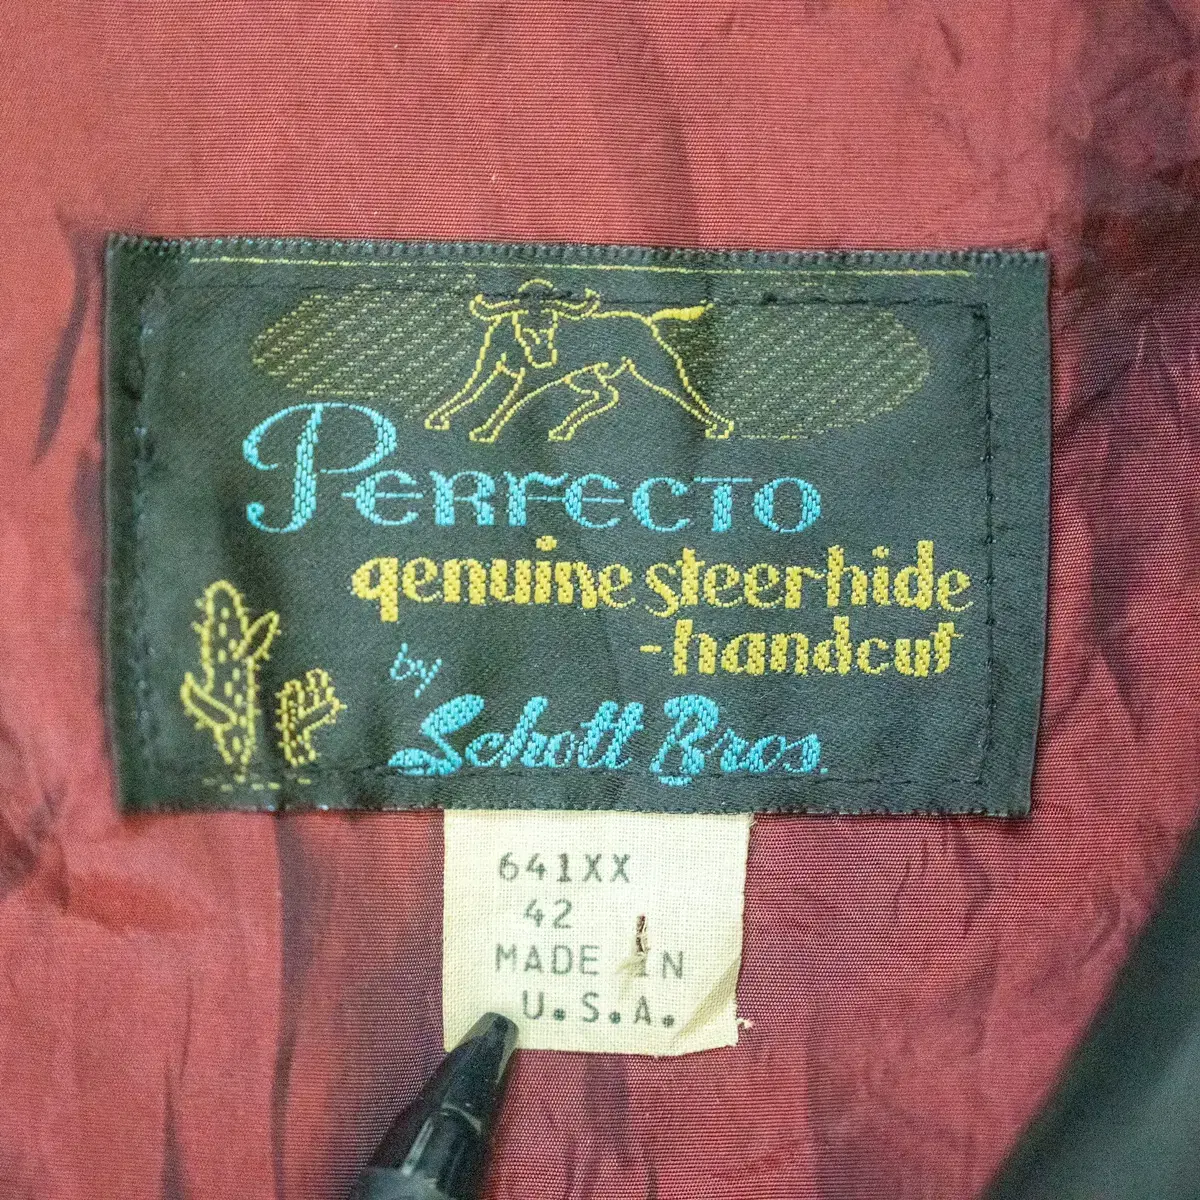 PERFECTO
genuine steerhide
-handcut
by
Schott Bros.
641XX
42
MADE IN
U.S.A.